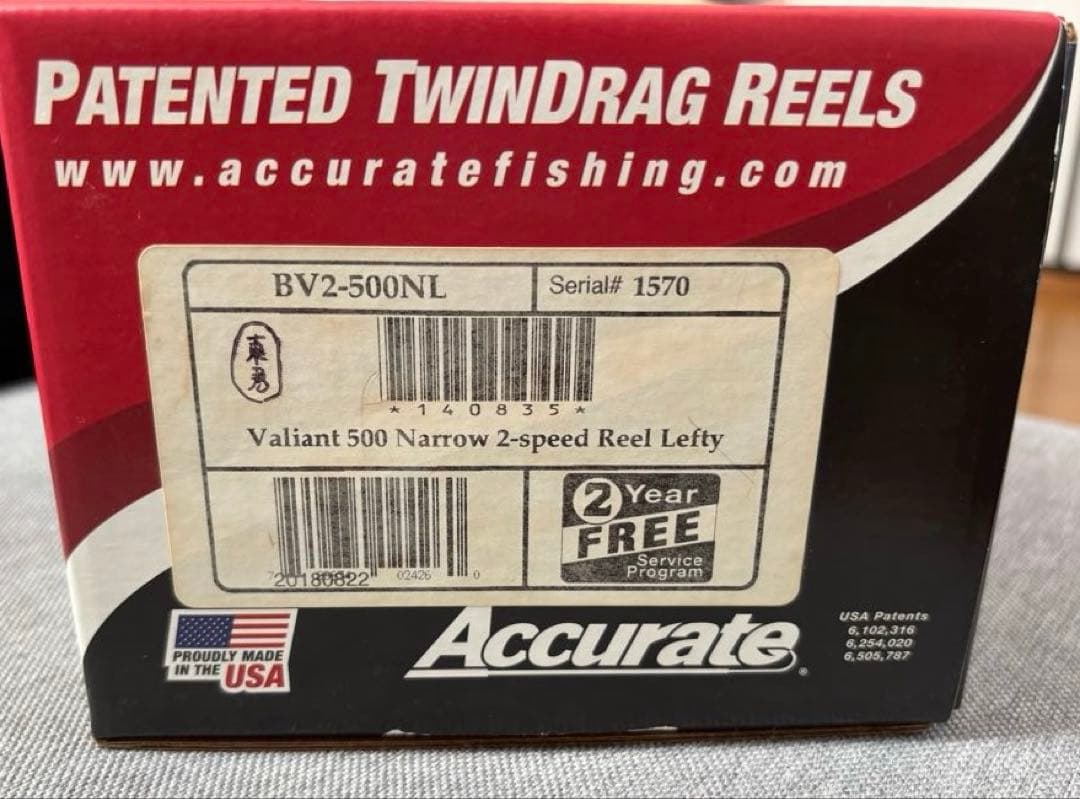 PATENTED TWINDRAG REELS
www.accuratefishing.com
BV2-500NL
Serial# 1570
*140835*
Valiant 500 Narrow 2-speed Reel Lefty
20180822
02426
0
2 Year
FREE
Service
Program
PROUDLY MADE
IN THE USA
Accurate
USA Patents
6,102,316
6,254,020
6,505,787